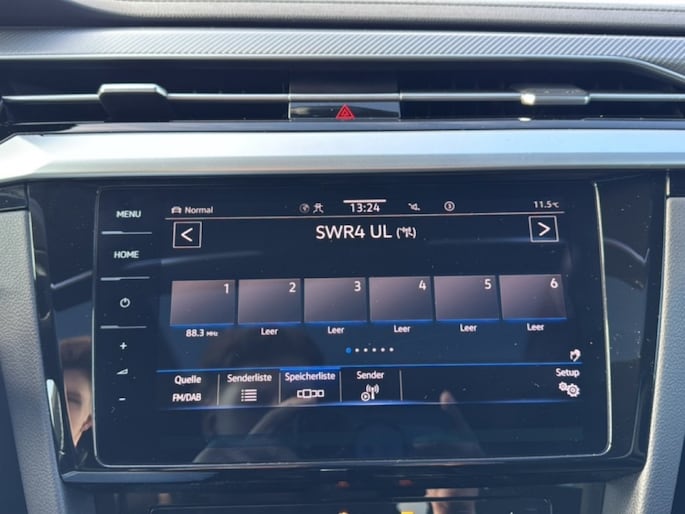 MENU
HOME
+
-
Normal
13:24
11.5°C
< SWR4 UL >
1 2 3 4 5 6
88.3 MHz Leer Leer Leer Leer Leer
Quelle Senderliste Speicherliste Sender Setup
FM/DAB